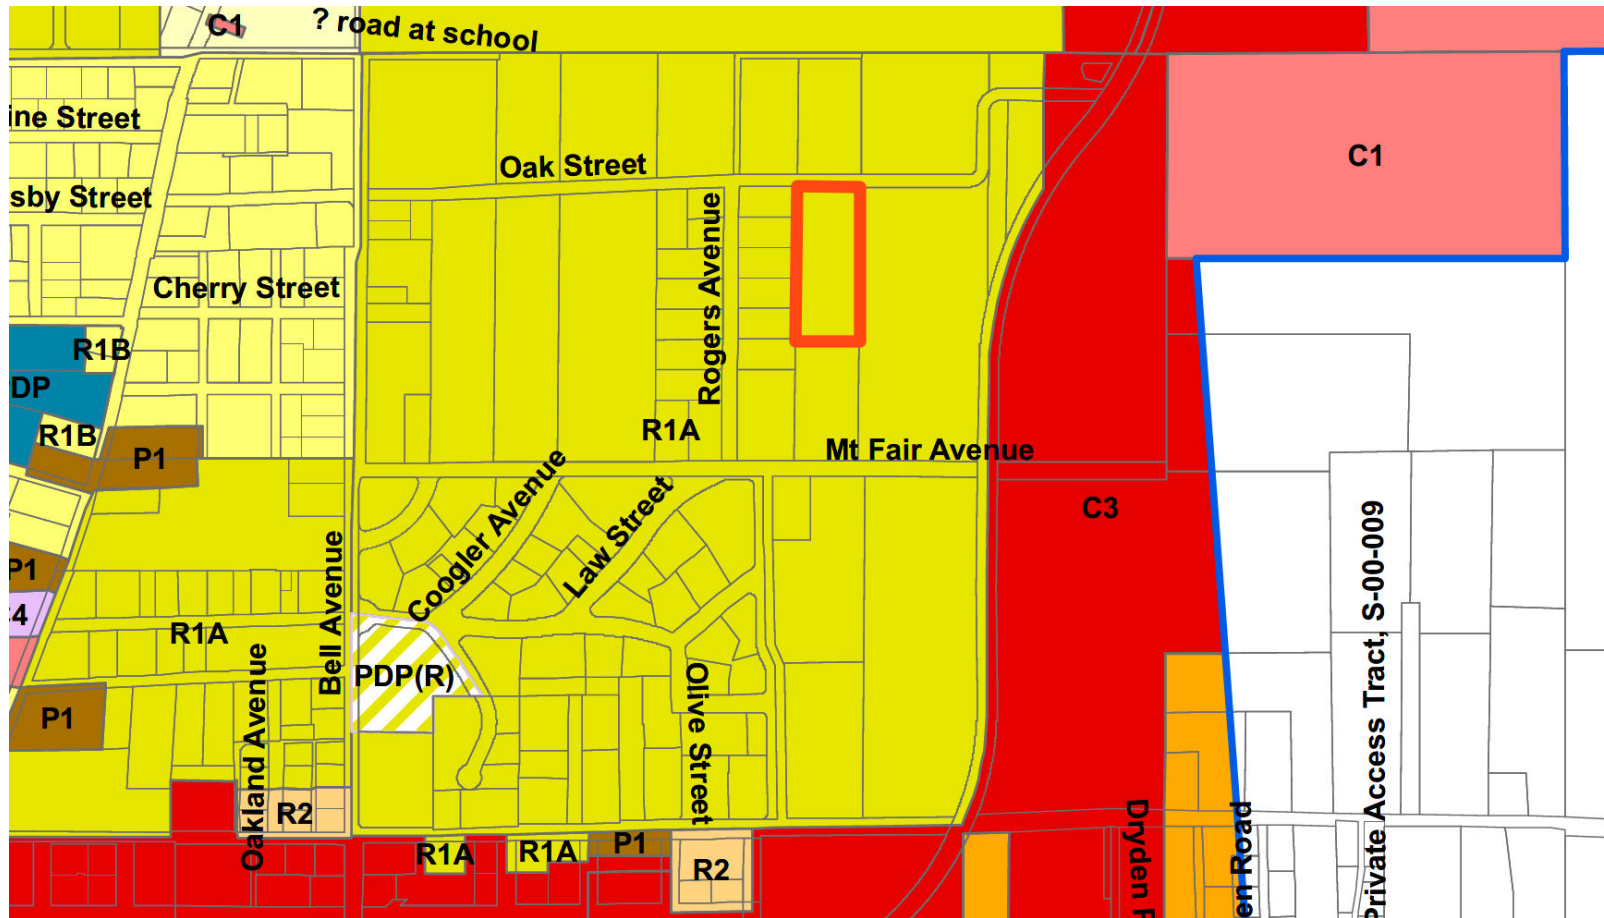 C1
? road at school
ine Street
Oak Street
C1
sby Street
Rogers Avenue
Cherry Street
R1B
DP
R1B
R1A
P1
Mt Fair Avenue
C3
Coogler Avenue
Law Street
P1
Bell Avenue
Private Access Tract, S-00-009
4
R1A
PDP(R)
Oakland Avenue
Olive Street
P1
R2
Dryden R
en Road
R1A
R1A
P1
R2